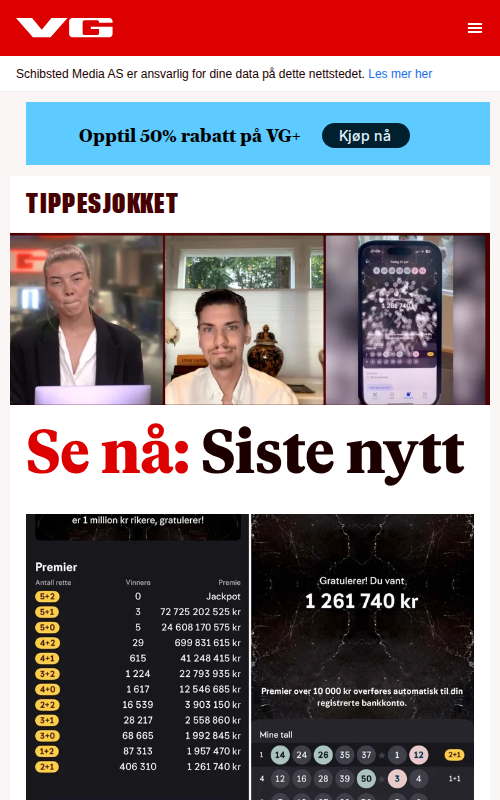 VG
Schibsted Media AS er ansvarlig for dine data på dette nettstedet. Les mer her
Opptil 50% rabatt på VG+
Kjøp nå
TIPPESJOKKET
1 261 740 kr
Se nå: Siste nytt
er 1 million kr rikere, gratulerer!
Premier
Antall rette Vinnere Premie
5+2 0 Jackpot
5+1 3 72 725 202 525 kr
5+0 5 24 608 170 575 kr
4+2 29 699 831 615 kr
4+1 615 41 248 415 kr
3+2 1 224 22 793 935 kr
4+0 1 617 12 546 685 kr
2+2 16 539 3 903 150 kr
3+1 28 217 2 558 860 kr
3+0 68 665 1 992 845 kr
1+2 87 313 1 957 470 kr
2+1 406 310 1 261 740 kr
Gratulerer! Du vant
1 261 740 kr
Premier over 10 000 kr overføres automatisk til din
registrerte bankkonto.
Mine tall
1 14 24 26 35 37 1 12 2+1
4 12 16 28 39 50 3 4 1+1